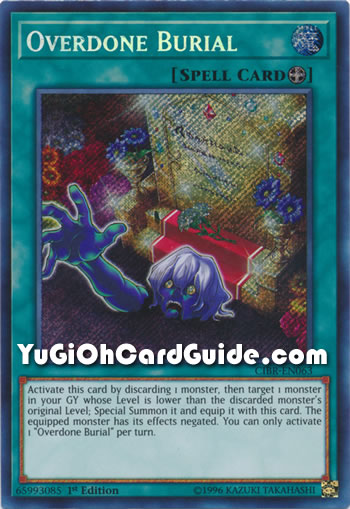 OVERDONE BURIAL
[SPELL CARD]
YuGiOhCardGuide.com
CIBR-EN063
Activate this card by discarding 1 monster, then target 1 monster
in your GY whose Level is lower than the discarded monster's
original Level; Special Summon it and equip it with this card. The
equipped monster has its effects negated. You can only activate
1 "Overdone Burial" per turn.
65993085 1st Edition ©1996 KAZUKI TAKAHASHI